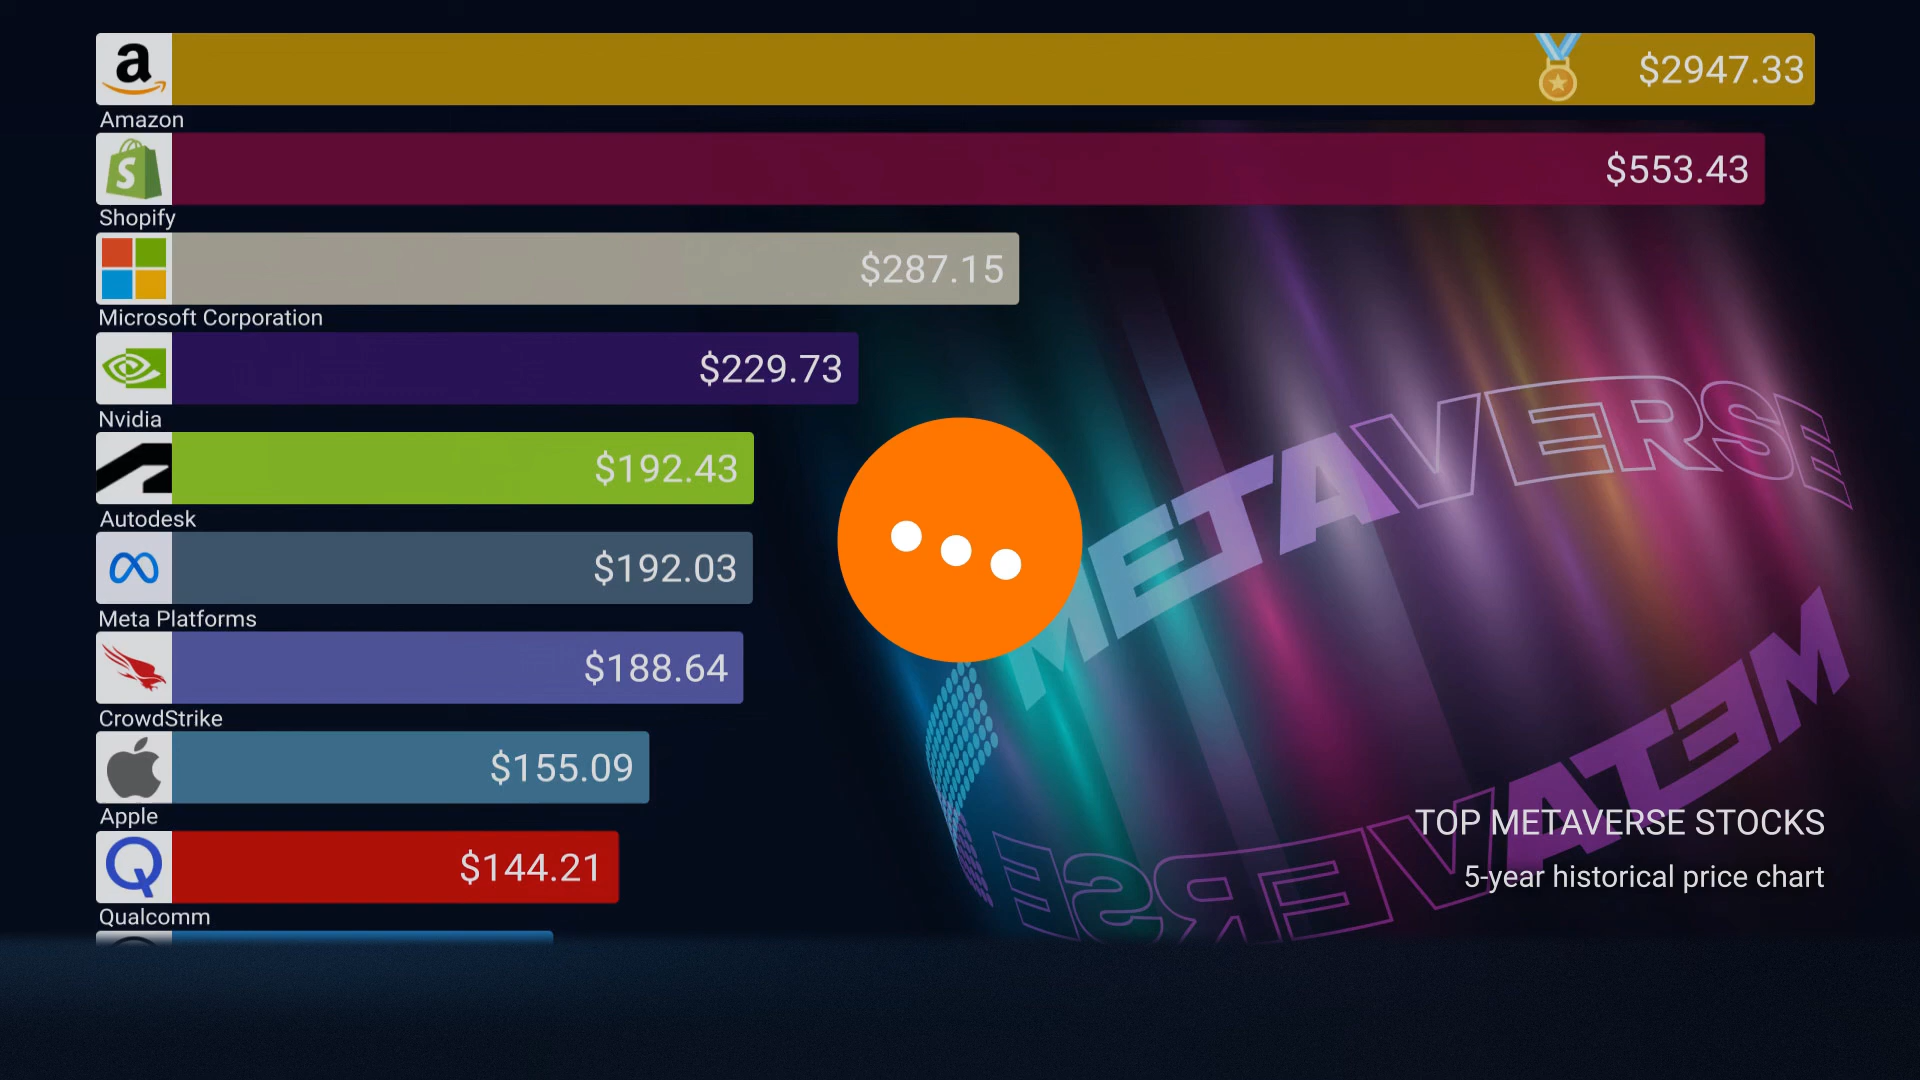 a
$2947.33
Amazon
S
$553.43
Shopify
$287.15
Microsoft Corporation
$229.73
Nvidia
$192.43
Autodesk
$192.03
Meta Platforms
$188.64
CrowdStrike
$155.09
Apple
$144.21
Qualcomm
METAVERSE
METAVERSE
TOP METAVERSE STOCKS
5-year historical price chart